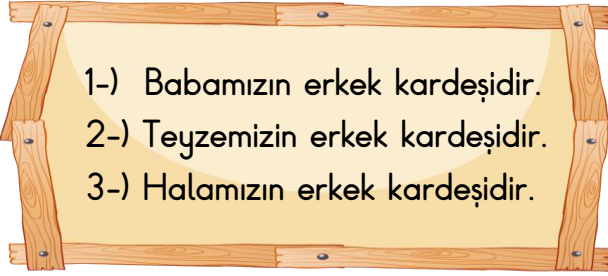 1-) Babamızın erkek kardeşidir.
2-) Teyzemizin erkek kardeşidir.
3-) Halamızın erkek kardeşidir.